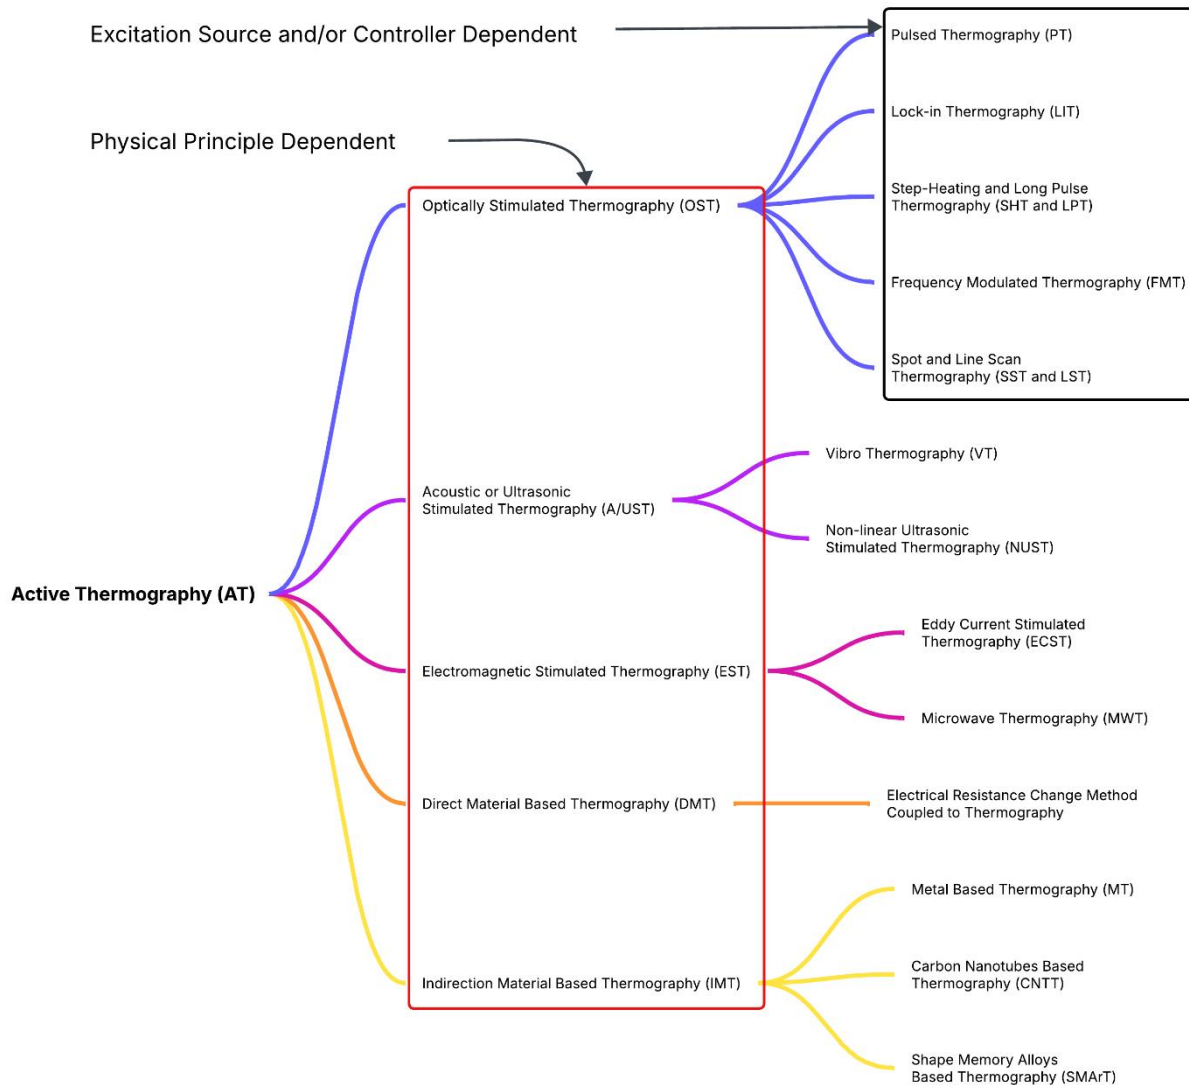 Excitation Source and/or Controller Dependent
Pulsed Thermography (PT)
Lock-in Thermography (LIT)
Physical Principle Dependent
Step-Heating and Long Pulse
Thermography (SHT and LPT)
Optically Stimulated Thermography (OST)
Frequency Modulated Thermography (FMT)
Spot and Line Scan
Thermography (SST and LST)
Vibro Thermography (VT)
Acoustic or Ultrasonic
Stimulated Thermography (A/UST)
Non-linear Ultrasonic
Stimulated Thermography (NUST)
Active Thermography (AT)
Eddy Current Stimulated
Thermography (ECST)
Electromagnetic Stimulated Thermography (EST)
Microwave Thermography (MWT)
Direct Material Based Thermography (DMT)
Electrical Resistance Change Method
Coupled to Thermography
Metal Based Thermography (MT)
Indirection Material Based Thermography (IMT)
Carbon Nanotubes Based
Thermography (CNTT)
Shape Memory Alloys
Based Thermography (SMArT)